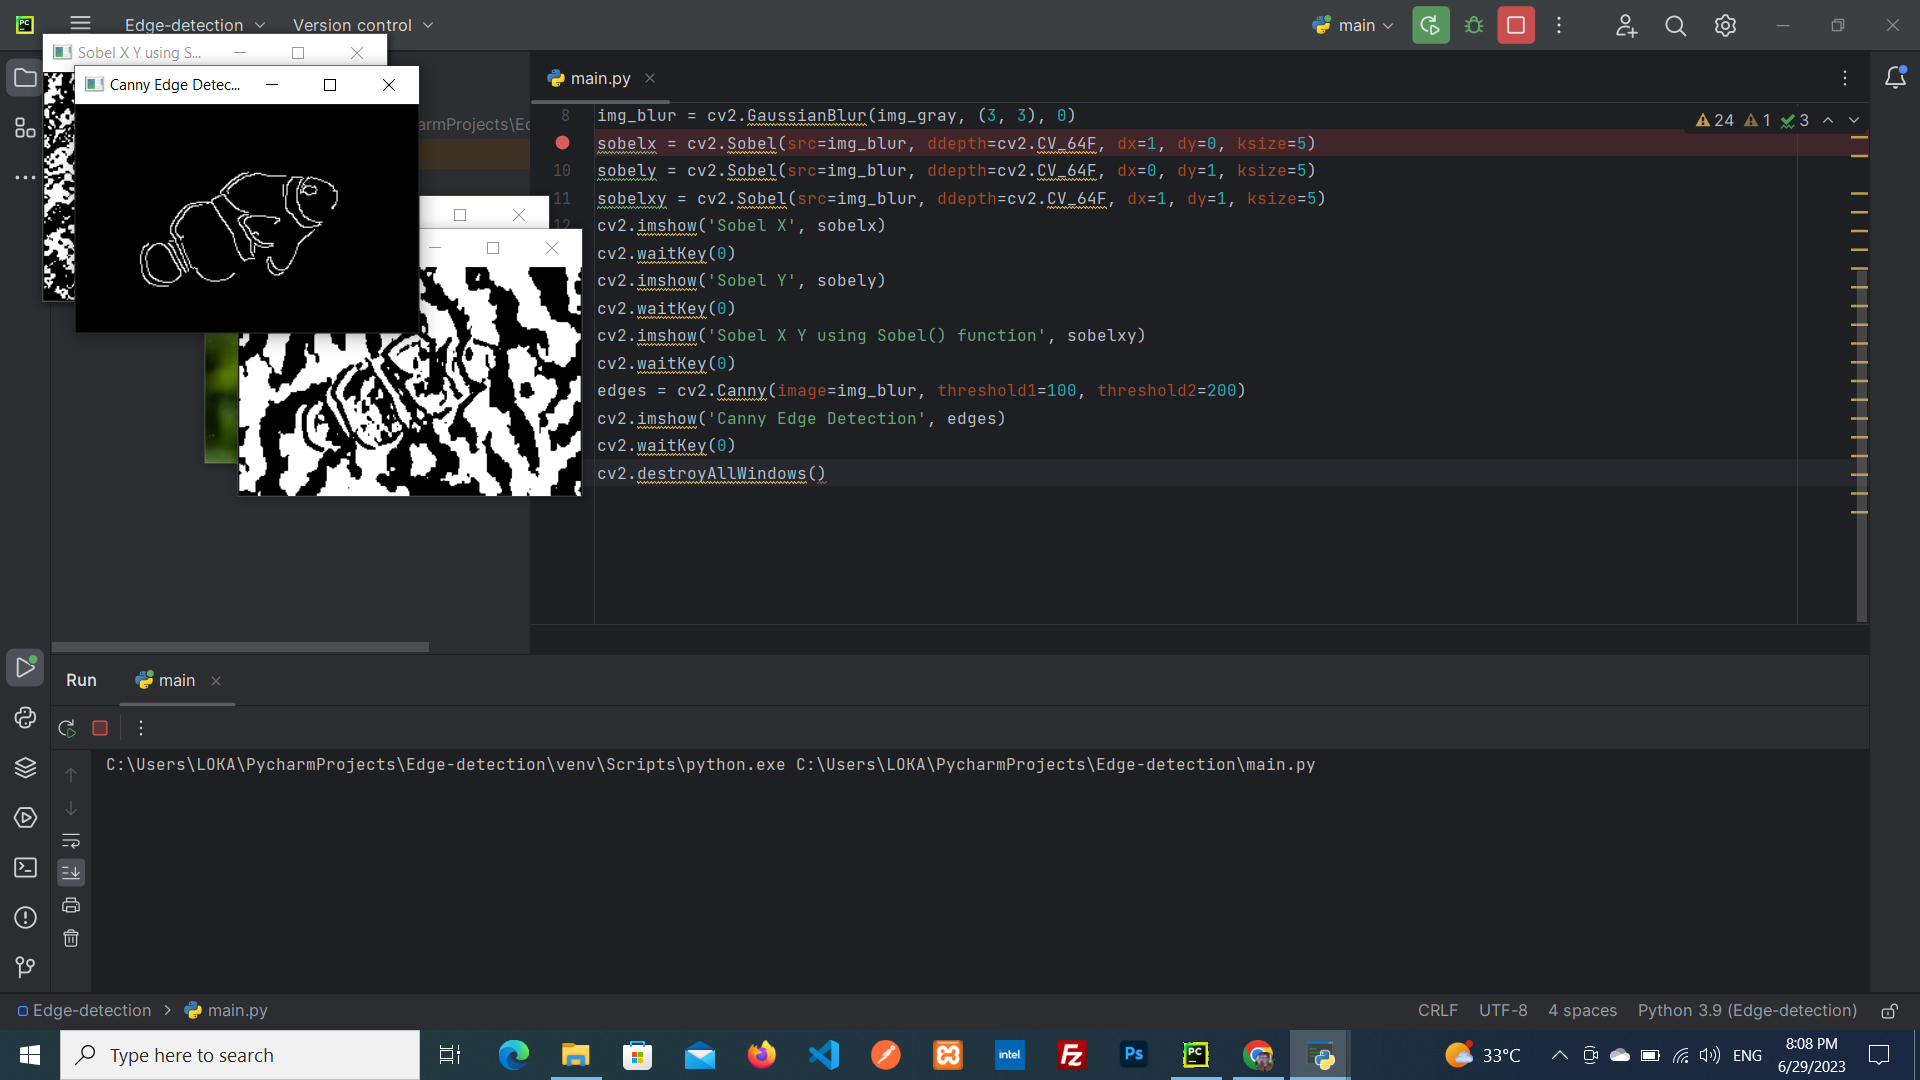 PC
Edge-detection
Version control
main
Sobel X Y using S...
Canny Edge Detec...
main.py
armProjects\Ed
24 1 3
8 img_blur = cv2.GaussianBlur(img_gray, (3, 3), 0)
sobelx = cv2.Sobel(src=img_blur, ddepth=cv2.CV_64F, dx=1, dy=0, ksize=5)
10 sobely = cv2.Sobel(src=img_blur, ddepth=cv2.CV_64F, dx=0, dy=1, ksize=5)
11 sobelxy = cv2.Sobel(src=img_blur, ddepth=cv2.CV_64F, dx=1, dy=1, ksize=5)
12 cv2.imshow('Sobel X', sobelx)
cv2.waitKey(0)
cv2.imshow('Sobel Y', sobely)
cv2.waitKey(0)
cv2.imshow('Sobel X Y using Sobel() function', sobelxy)
cv2.waitKey(0)
edges = cv2.Canny(image=img_blur, threshold1=100, threshold2=200)
cv2.imshow('Canny Edge Detection', edges)
cv2.waitKey(0)
cv2.destroyAllWindows()
Run main
C:\Users\LOKA\PycharmProjects\Edge-detection\venv\Scripts\python.exe C:\Users\LOKA\PycharmProjects\Edge-detection\main.py
Edge-detection > main.py
CRLF UTF-8 4 spaces Python 3.9 (Edge-detection)
Type here to search
intel
Fz
Ps
PC
33°C
ENG
8:08 PM
6/29/2023